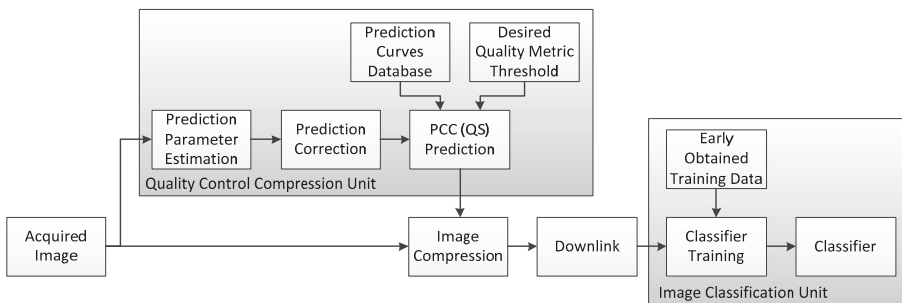 Prediction
Curves
Database
Desired
Quality Metric
Threshold
Prediction
Parameter
Estimation
Prediction
Correction
PCC (QS)
Prediction
Quality Control Compression Unit
Early
Obtained
Training Data
Acquired
Image
Image
Compression
Downlink
Classifier
Training
Classifier
Image Classification Unit